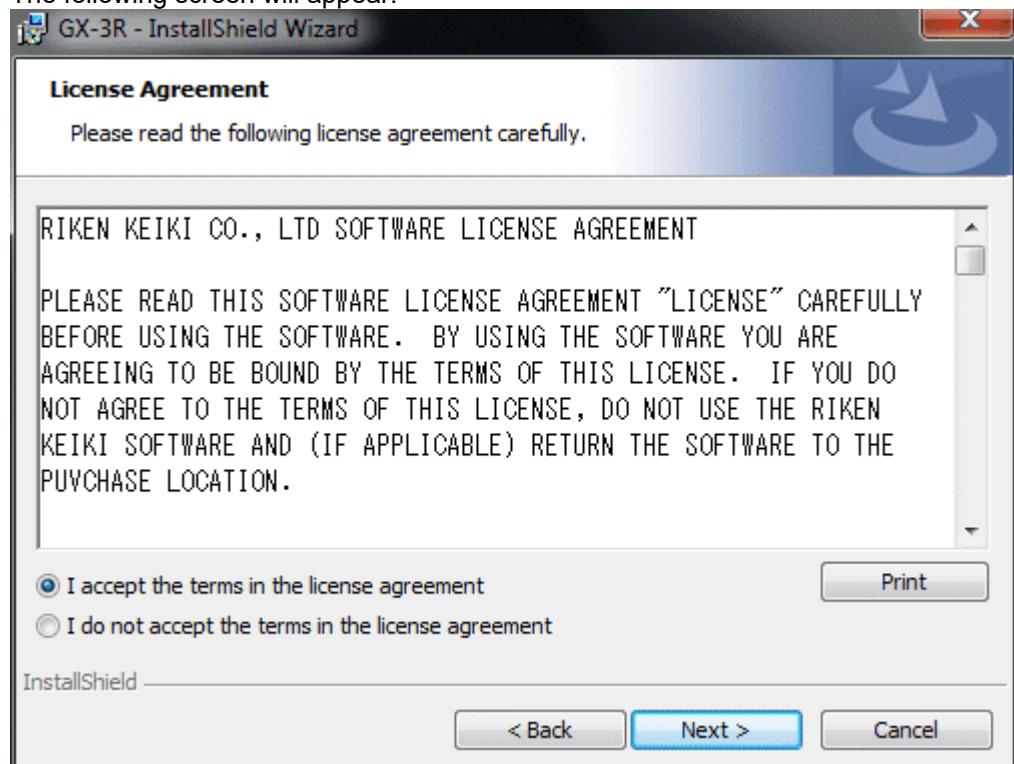 The following screen will appear.
GX-3R - InstallShield Wizard
License Agreement
Please read the following license agreement carefully.
RIKEN KEIKI CO., LTD SOFTWARE LICENSE AGREEMENT
PLEASE READ THIS SOFTWARE LICENSE AGREEMENT "LICENSE" CAREFULLY
BEFORE USING THE SOFTWARE.  BY USING THE SOFTWARE YOU ARE
AGREEING TO BE BOUND BY THE TERMS OF THIS LICENSE.  IF YOU DO
NOT AGREE TO THE TERMS OF THIS LICENSE, DO NOT USE THE RIKEN
KEIKI SOFTWARE AND (IF APPLICABLE) RETURN THE SOFTWARE TO THE
PUVCHASE LOCATION.
I accept the terms in the license agreement
Print
I do not accept the terms in the license agreement
InstallShield
< Back
Next >
Cancel